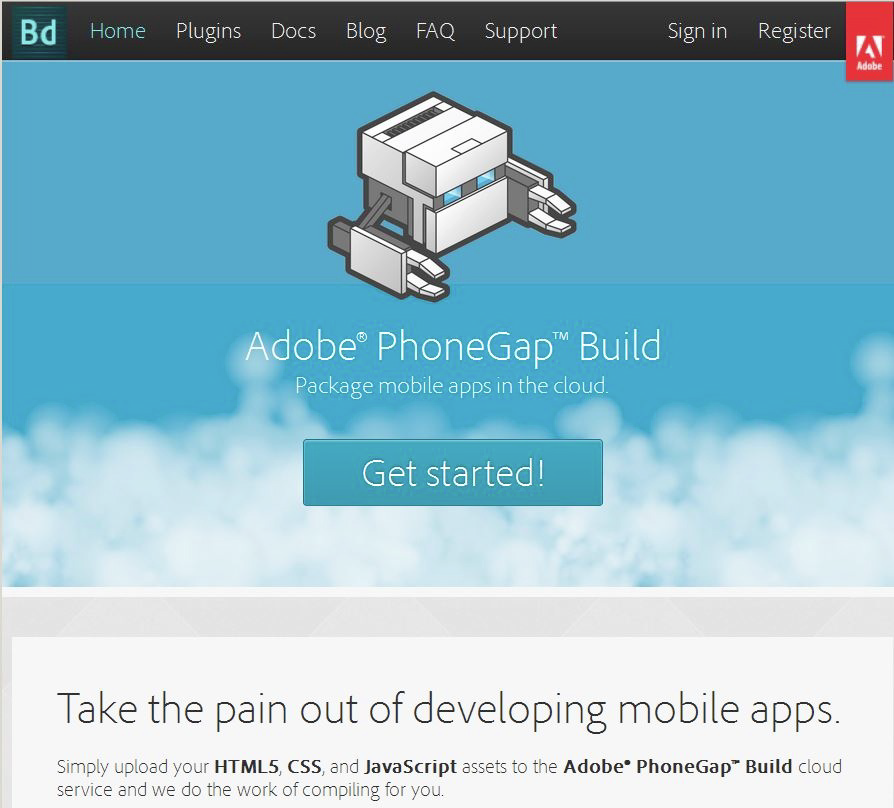 Bd Home Plugins Docs Blog FAQ Support Sign in Register
Adobe
Adobe® PhoneGap™ Build
Package mobile apps in the cloud.
Get started!
Take the pain out of developing mobile apps.
Simply upload your HTML5, CSS, and JavaScript assets to the Adobe® PhoneGap™ Build cloud
service and we do the work of compiling for you.